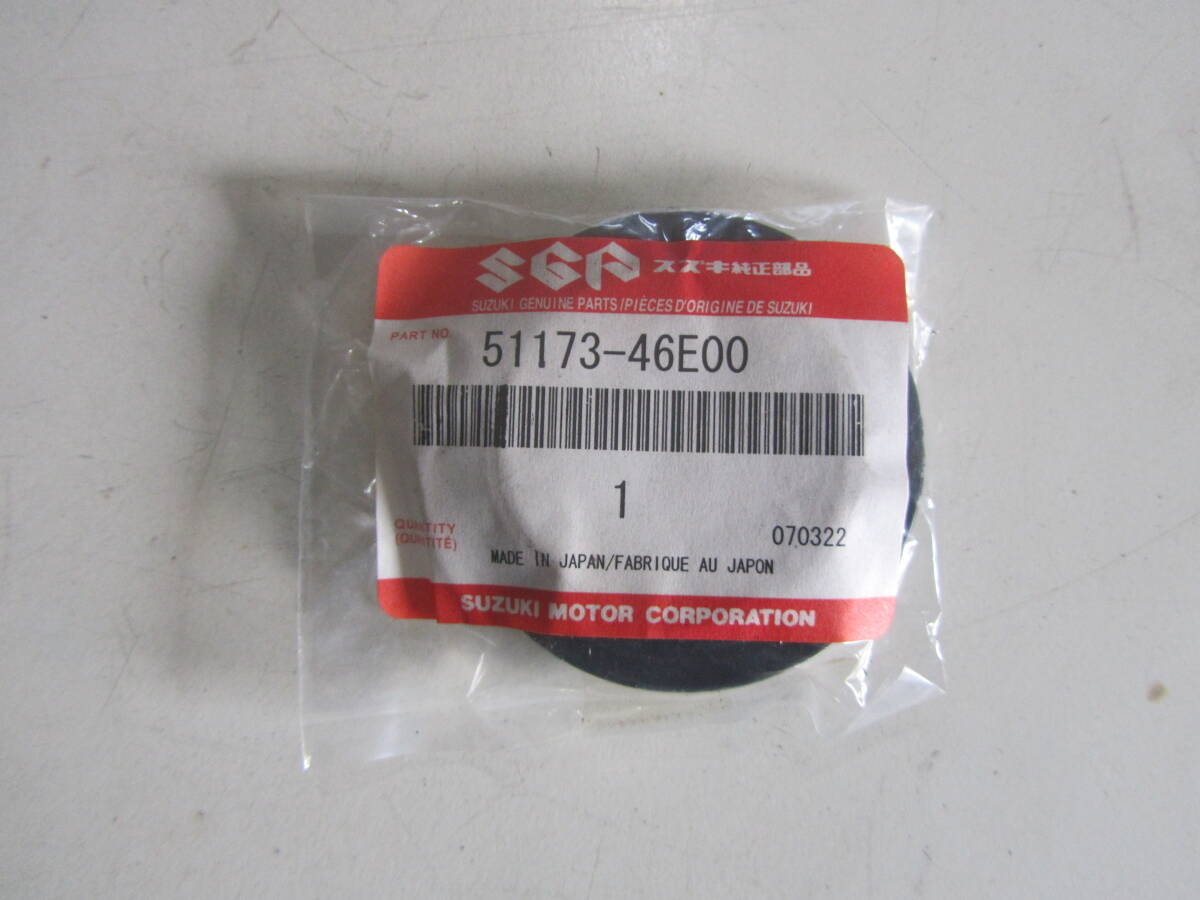 SGP スズキ純正部品
SUZUKI GENUINE PARTS/PIÈCES D'ORIGINE DE SUZUKI
PART NO. 51173-46E00
1
QUANTITY
(QUANTITÉ)
070322
MADE IN JAPAN/FABRIQUE AU JAPON
SUZUKI MOTOR CORPORATION